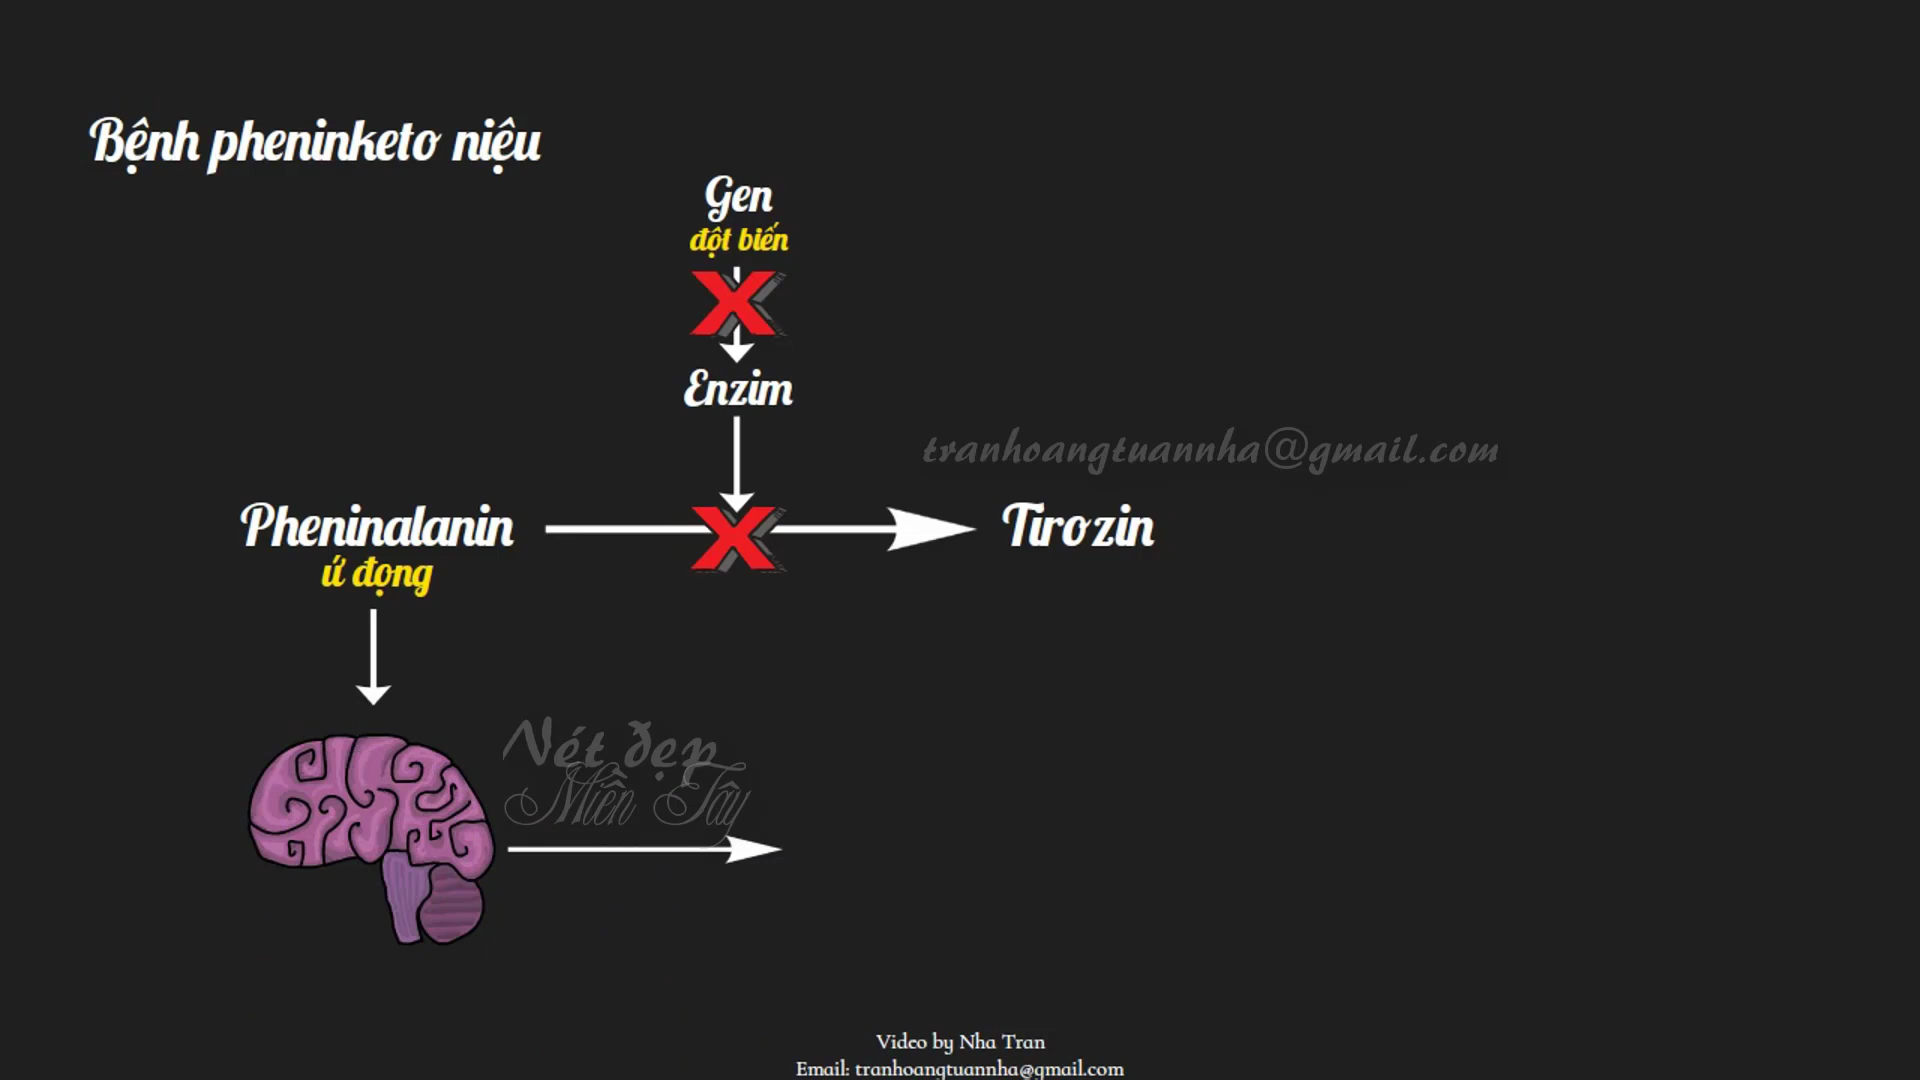 Bệnh pheninketo niệu
Gen
đột biến
Enzim
tranhoangtuannha@gmail.com
Pheninalanin
Tirozin
ứ đọng
Nét đẹp
Miền Tây
Video by Nha Tran
Email: tranhoangtuannha@gmail.com